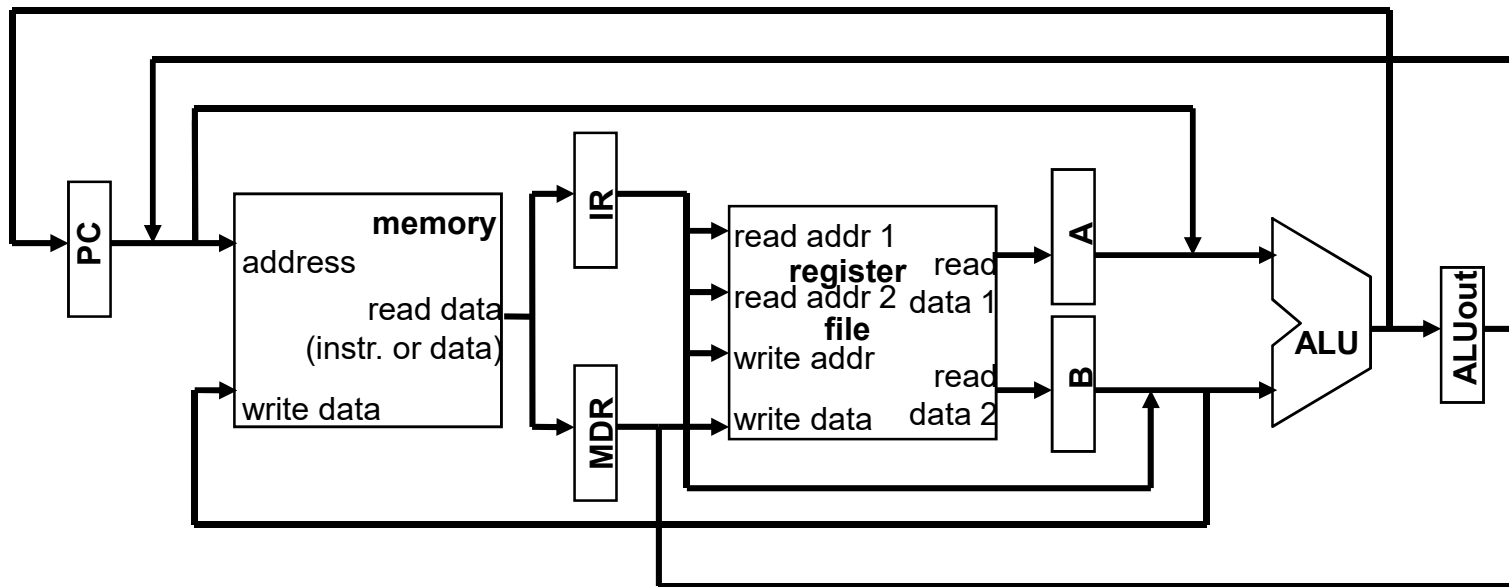 PC
memory
address
read data
(instr. or data)
write data
IR
MDR
read addr 1
register
read addr 2
file
write addr
write data
read
data 1
read
data 2
A
B
ALU
ALUout